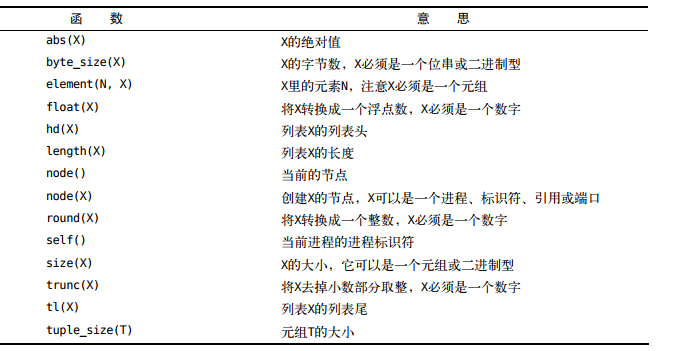 函 数 意 思
abs(X) X的绝对值
byte_size(X) X的字节数，X必须是一个位串或二进制型
element(N, X) X里的元素N，注意X必须是一个元组
float(X) 将X转换成一个浮点数，X必须是一个数字
hd(X) 列表X的列表头
length(X) 列表X的长度
node() 当前的节点
node(X) 创建X的节点，X可以是一个进程、标识符、引用或端口
round(X) 将X转换成一个整数，X必须是一个数字
self() 当前进程的进程标识符
size(X) X的大小，它可以是一个元组或二进制型
trunc(X) 将X去掉小数部分取整，X必须是一个数字
tl(X) 列表X的列表尾
tuple_size(T) 元组T的大小